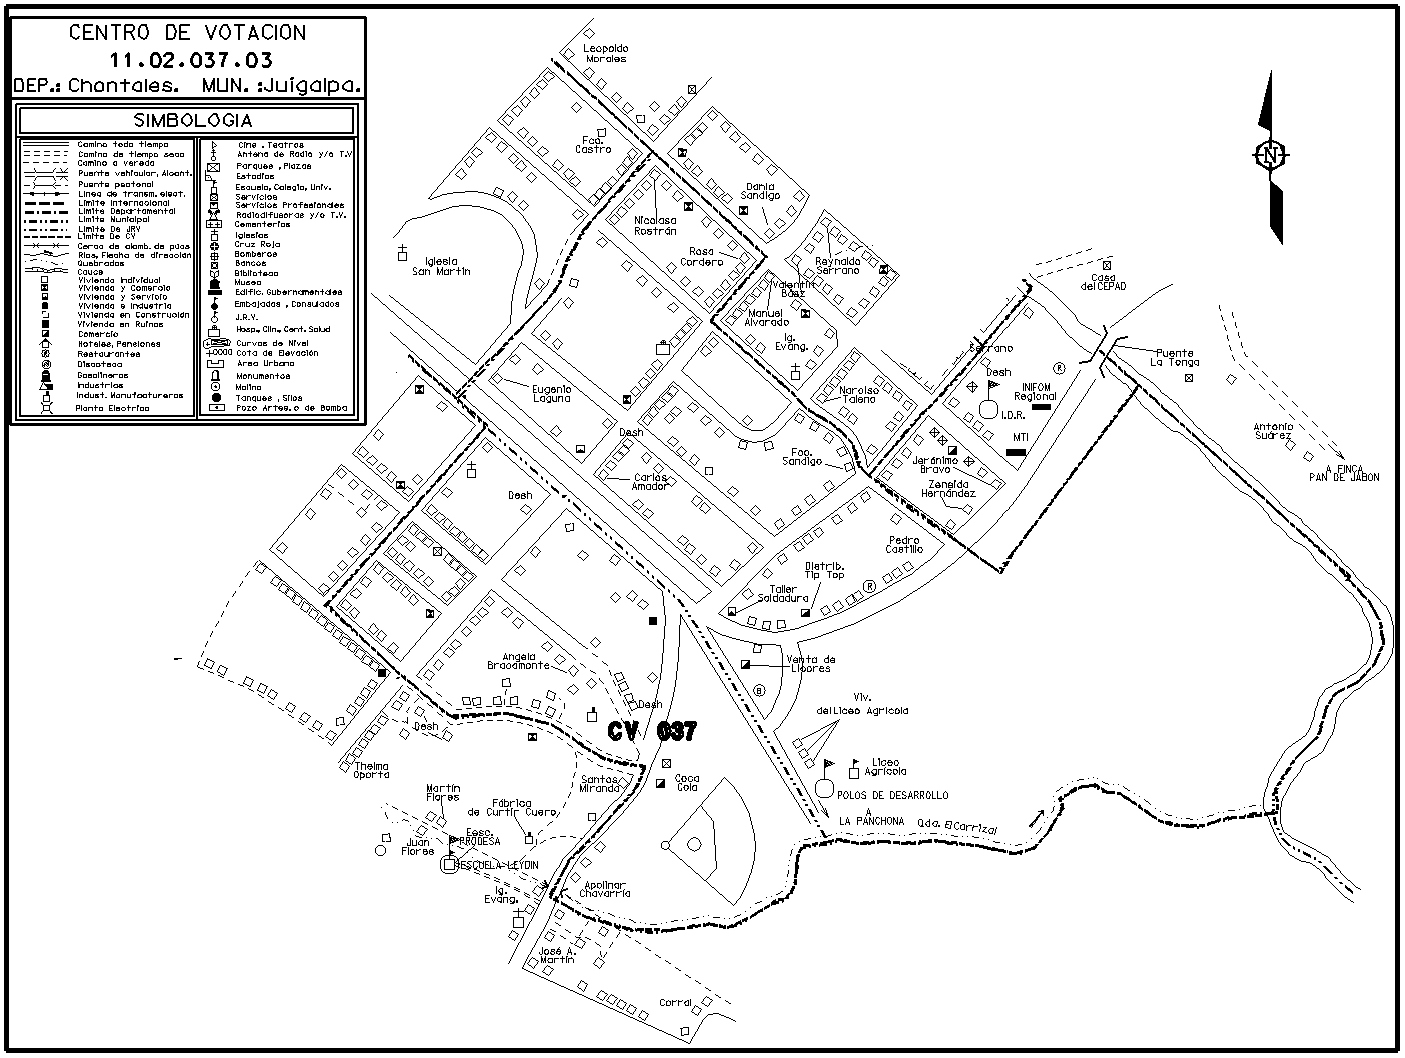 CENTRO DE VOTACION
11.02.037.03
DEP.: Chontales. MUN. :Juigalpa.
SIMBOLOGIA
Camino todo tiempo
Camino de tiempo seco
Camino o vereda
Puente vehicular, Alcant.
Puente peatonal
Linea de transm. elect.
Limite Internacional
Limite Departamental
Limite Municipal
Limite De JRV
Limite De CV
Cerca de alamb. de puas
Rios, Flecha de dirección
Quebradas
Cauce
Vivienda Individual
Vivienda y Comercio
Vivienda y Servicio
Vivienda e Industria
Vivienda en Construción
Vivienda en Ruinas
Comercio
Hoteles, Pensiones
Restaurantes
Discoteca
Gasolineras
Industrias
Indust. Manufactureras
Planta Electrica
Cine , Teatros
Antena de Radio y/o T.V
Parques , Plazas
Estadios
Escuela, Colegio, Univ.
Servicios
Servicios Profesionales
Radiodifusoras y/o T.V.
Cementerios
Iglesias
Cruz Roja
Bomberos
Bancos
Biblioteca
Museo
Edific. Gubernamentales
Embajadas , Consulados
J.R.V.
Hosp., Clin., Cent. Salud
Curvas de Nivel
Cota de Elevación
Area Urbana
Monumentos
Molino
Tanques , Silos
Pozo Artes. o de Bomba
Leopoldo
Morales
Fco.
Castro
Dania
Sandigo
Nicolasa
Rostrán
Rosa
Cordero
Reynaldo
Serrano
Valentin
Báez
Manuel
Alvarado
Ig.
Evang.
Iglesia
San Martin
N
Casa
del CEPAD
Serrano
Puente
La Tonga
Desh
R
INIFOM
Regional
I.D.R.
MTI
Antonio
Suárez
A FINCA
PAN DE JABON
Narciso
Taleno
Eugenio
Laguna
Desh
Carlos
Amador
Fco.
Sandigo
Jerónimo
Bravo
Zeneida
Hernández
Desh
Pedro
Castillo
Distrib.
Tip Top
R
Taller
Soldadura
Venta de
Licores
B
Viv.
del Liceo Agricola
Angela
Bracamonte
Desh
Desh
CV 037
Thelma
Oporta
Santos
Miranda
Coca
Cola
Liceo
Agricola
POLOS DE DESARROLLO
A
LA PANCHONA
Qda. El Carrizal
Martin
Flores
Fábrica
de Curtir Cuero
Juan
Flores
Eesc.
PRODESA
ESCUELA LEYDIN
Ig.
Evang.
Apolinar
Chavarria
José A.
Martin
Corral